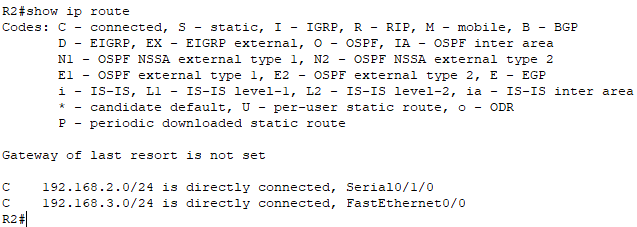 R2#show ip route
Codes: C - connected, S - static, I - IGRP, R - RIP, M - mobile, B - BGP
D - EIGRP, EX - EIGRP external, O - OSPF, IA - OSPF inter area
N1 - OSPF NSSA external type 1, N2 - OSPF NSSA external type 2
E1 - OSPF external type 1, E2 - OSPF external type 2, E - EGP
i - IS-IS, L1 - IS-IS level-1, L2 - IS-IS level-2, ia - IS-IS inter area
* - candidate default, U - per-user static route, o - ODR
P - periodic downloaded static route
Gateway of last resort is not set
C 192.168.2.0/24 is directly connected, Serial0/1/0
C 192.168.3.0/24 is directly connected, FastEthernet0/0
R2#